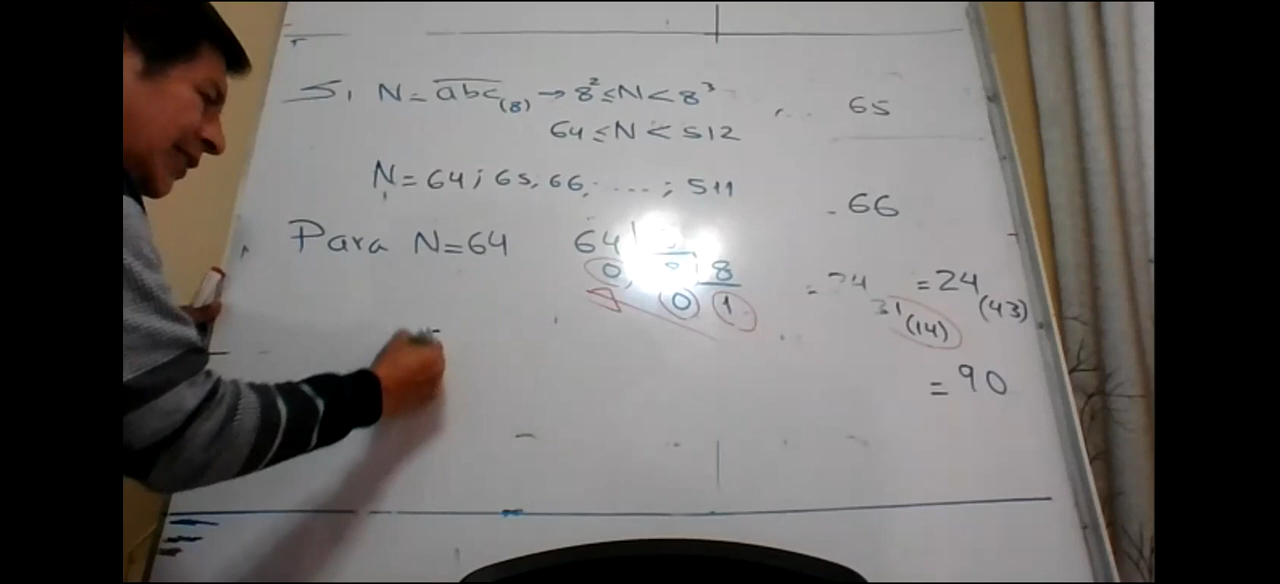 Si N = abc(8) → 8² ≤ N < 8³
64 ≤ N < 512
N = 64; 65, 66, ....; 511
Para N = 64
64
0, 8
0 1
65
66
= 24 31(14) = 24(43)
= 90